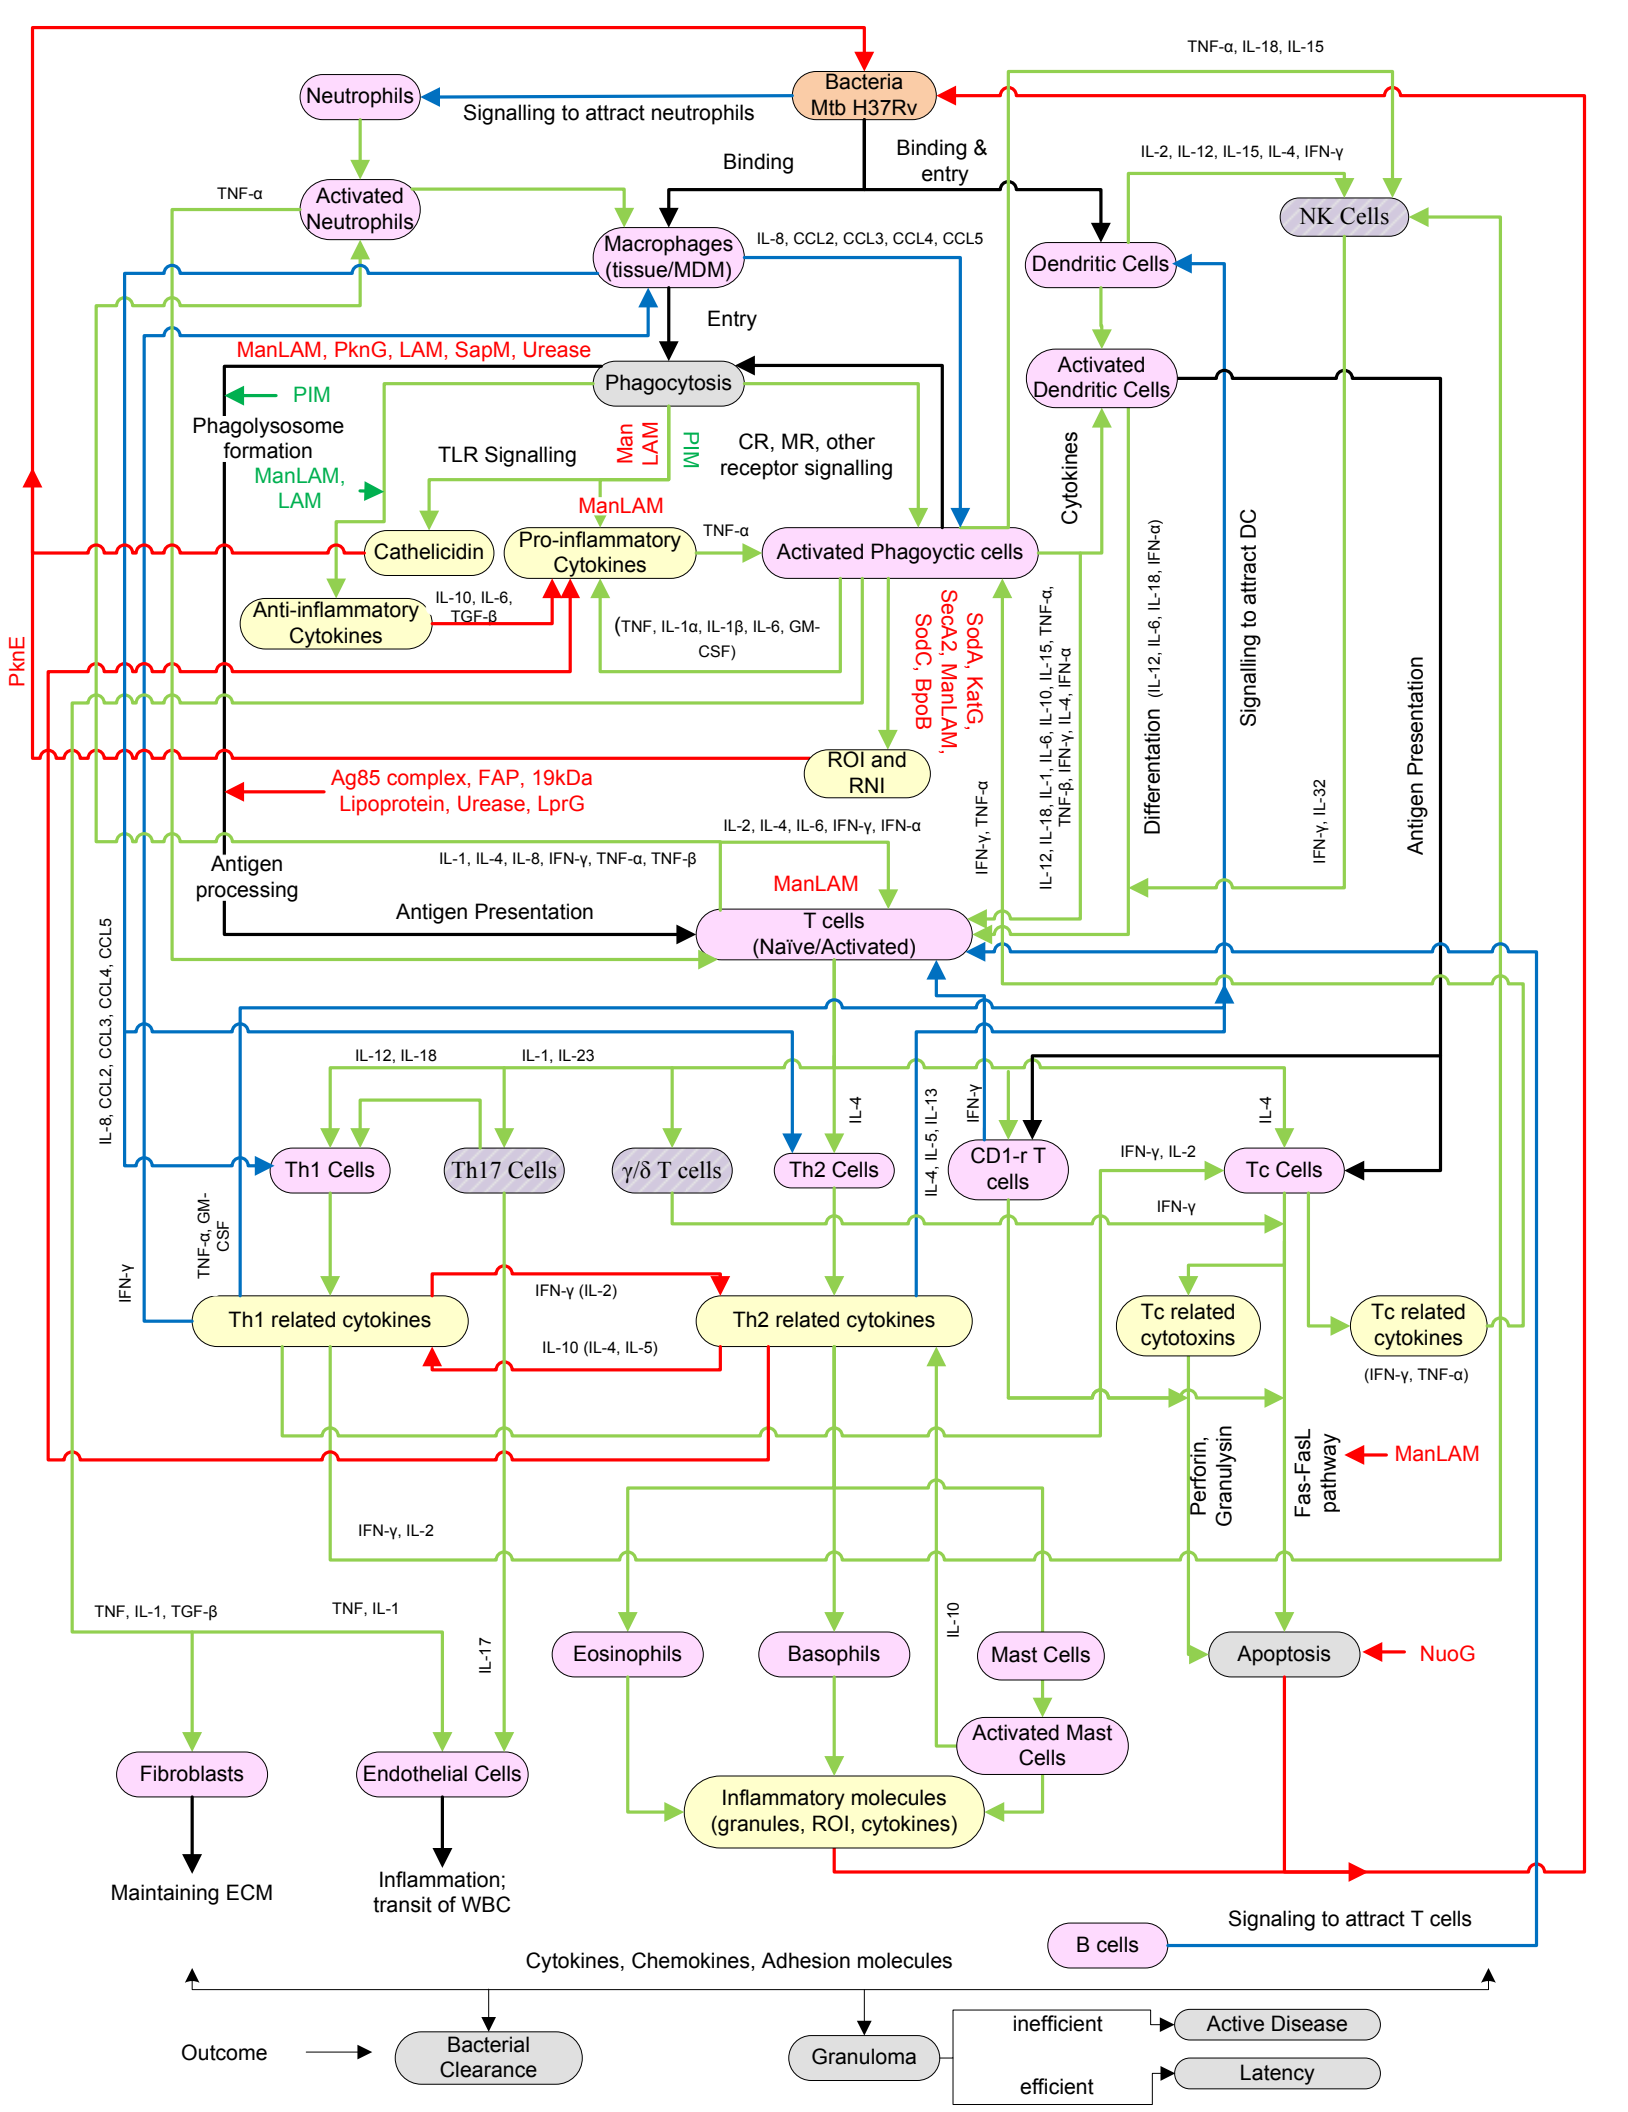 TNF-α, IL-18, IL-15
Neutrophils
Bacteria
Mtb H37Rv
Signalling to attract neutrophils
Binding
Binding &
entry
IL-2, IL-12, IL-15, IL-4, IFN-γ
TNF-α
Activated
Neutrophils
NK Cells
Macrophages
(tissue/MDM)
IL-8, CCL2, CCL3, CCL4, CCL5
Dendritic Cells
Entry
ManLAM, PknG, LAM, SapM, Urease
Phagocytosis
Activated
Dendritic Cells
PIM
Phagolysosome
formation
ManLAM,
LAM
TLR Signalling
Man
LAM
PIM
CR, MR, other
receptor signalling
Cytokines
ManLAM
Cathelicidin
Pro-inflammatory
Cytokines
TNF-α
Activated Phagoyctic cells
Anti-inflammatory
Cytokines
IL-10, IL-6,
TGF-β
(TNF, IL-1α, IL-1β, IL-6, GM-
CSF)
SodA, KatG,
SecA2, ManLAM,
SodC, BpoB
IL-12, IL-18, IL-1, IL-6, IL-10, IL-15, TNF-α,
TNF-β, IFN-γ, IL-4, IFN-α
Differentation (IL-12, IL-6, IL-18, IFN-α)
Signalling to attract DC
Antigen Presentation
PknE
ROI and
RNI
Ag85 complex, FAP, 19kDa
Lipoprotein, Urease, LprG
IFN-γ, TNF-α
IFN-γ, IL-32
IL-2, IL-4, IL-6, IFN-γ, IFN-α
IL-1, IL-4, IL-8, IFN-γ, TNF-α, TNF-β
Antigen
processing
ManLAM
Antigen Presentation
T cells
(Naïve/Activated)
IL-8, CCL2, CCL3, CCL4, CCL5
IL-12, IL-18
IL-1, IL-23
IL-4
IL-4, IL-5, IL-13
IFN-γ
IL-4
Th1 Cells
Th17 Cells
γ/δ T cells
Th2 Cells
CD1-r T
cells
IFN-γ, IL-2
Tc Cells
IFN-γ
TNF-α, GM-
CSF
IFN-γ
IFN-γ (IL-2)
Th1 related cytokines
Th2 related cytokines
Tc related
cytotoxins
Tc related
cytokines
IL-10 (IL-4, IL-5)
(IFN-γ, TNF-α)
Perforin,
Granulysin
Fas-FasL
pathway
ManLAM
IFN-γ, IL-2
TNF, IL-1, TGF-β
TNF, IL-1
IL-17
IL-10
Eosinophils
Basophils
Mast Cells
Apoptosis
NuoG
Activated Mast
Cells
Fibroblasts
Endothelial Cells
Inflammatory molecules
(granules, ROI, cytokines)
Maintaining ECM
Inflammation;
transit of WBC
Signaling to attract T cells
B cells
Cytokines, Chemokines, Adhesion molecules
inefficient
Active Disease
Outcome
Bacterial
Clearance
Granuloma
efficient
Latency